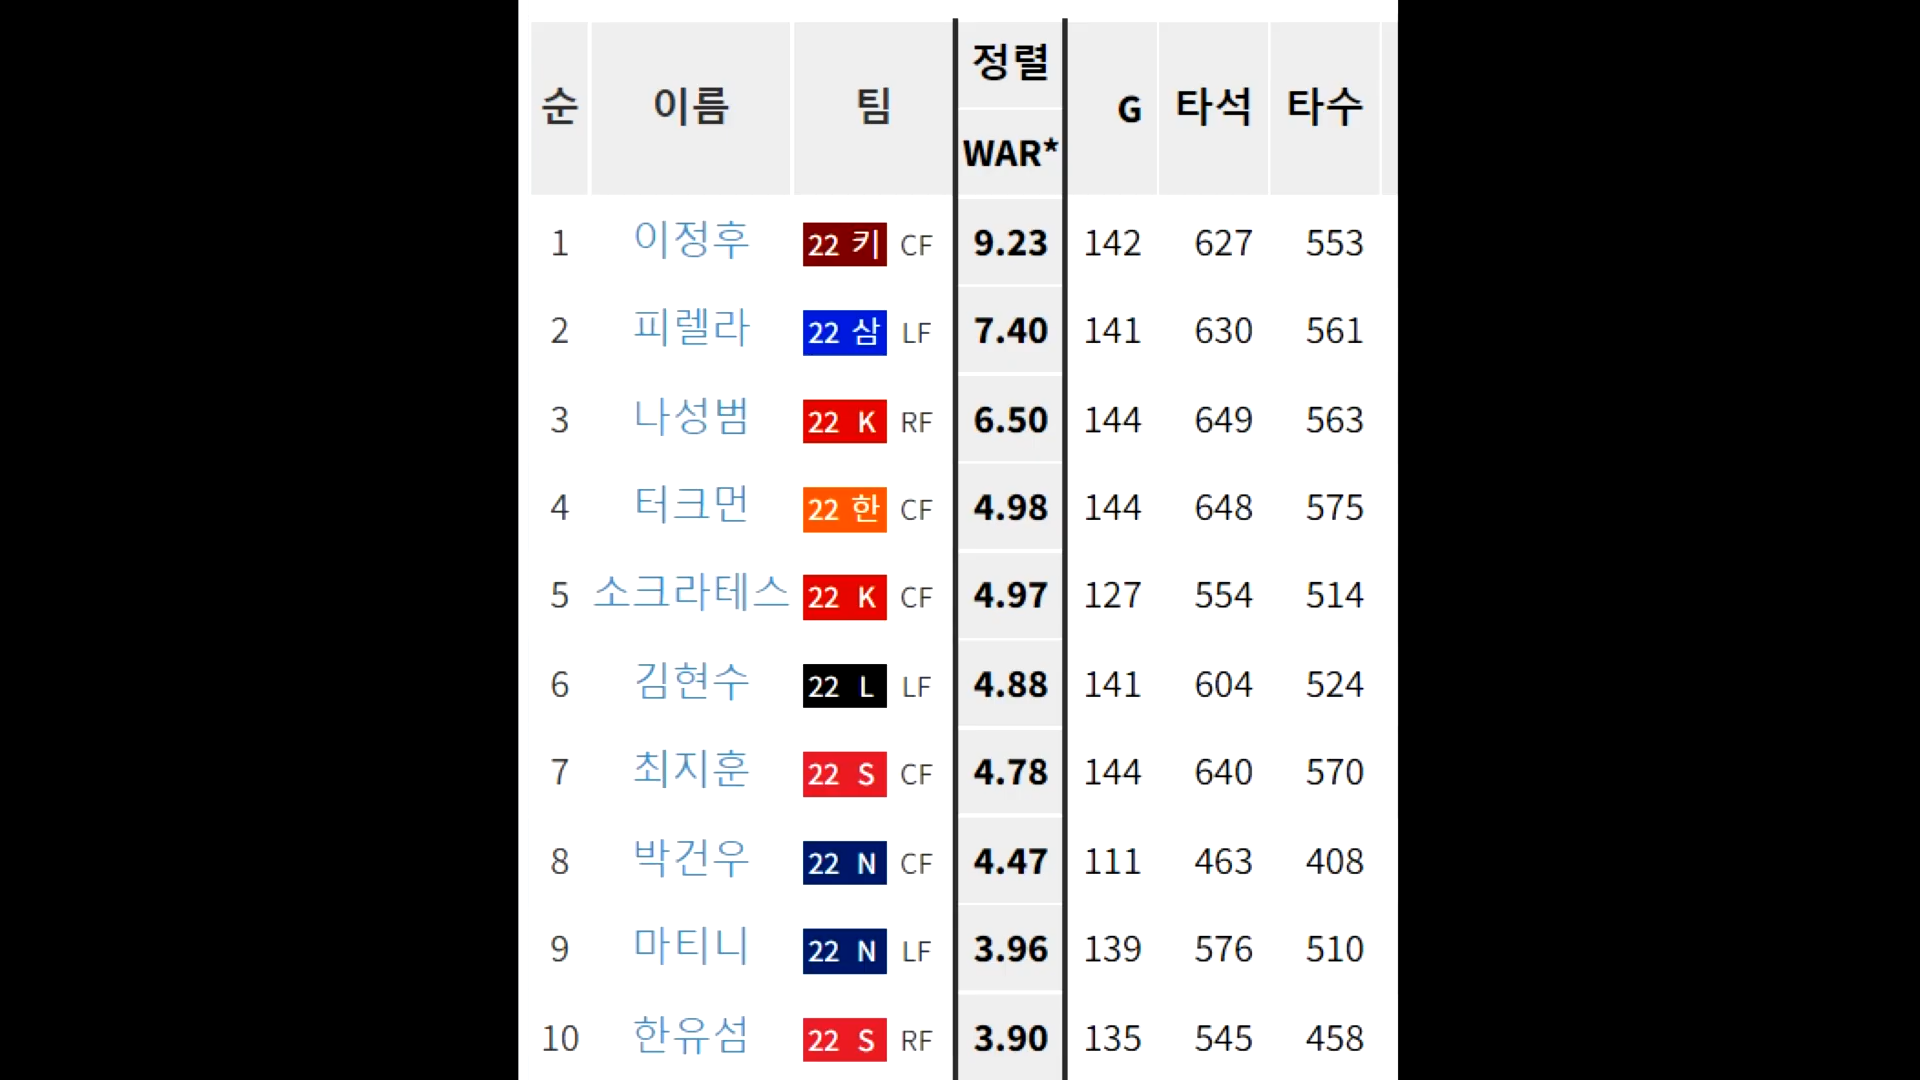 순 이름 팀 정렬 WAR* G 타석 타수
1 이정후 22 키 CF 9.23 142 627 553
2 피렐라 22 삼 LF 7.40 141 630 561
3 나성범 22 K RF 6.50 144 649 563
4 터크먼 22 한 CF 4.98 144 648 575
5 소크라테스 22 K CF 4.97 127 554 514
6 김현수 22 L LF 4.88 141 604 524
7 최지훈 22 S CF 4.78 144 640 570
8 박건우 22 N CF 4.47 111 463 408
9 마티니 22 N LF 3.96 139 576 510
10 한유섬 22 S RF 3.90 135 545 458